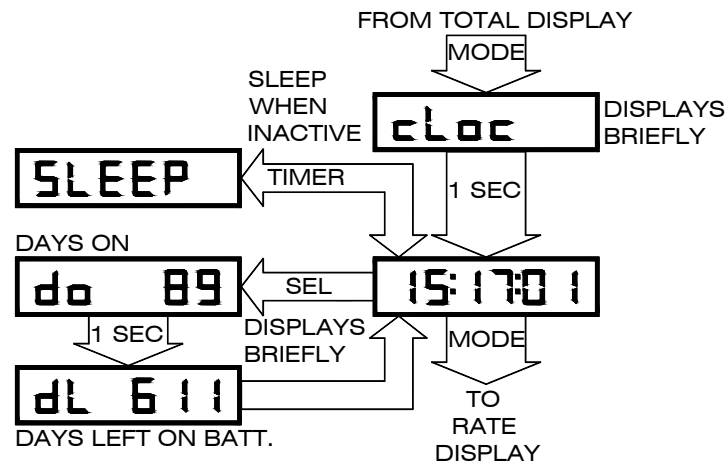 FROM TOTAL DISPLAY
MODE
SLEEP
WHEN
INACTIVE
cLoc
DISPLAYS
BRIEFLY
SLEEP
TIMER
1 SEC
DAYS ON
do 89
SEL
15:17:01
1 SEC
DISPLAYS
BRIEFLY
MODE
dL 611
DAYS LEFT ON BATT.
TO
RATE
DISPLAY